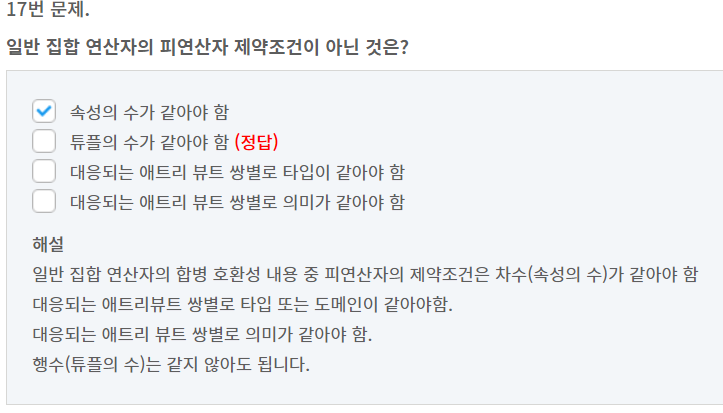 17번 문제.
일반 집합 연산자의 피연산자 제약조건이 아닌 것은?
속성의 수가 같아야 함
튜플의 수가 같아야 함 (정답)
대응되는 애트리 뷰트 쌍별로 타입이 같아야 함
대응되는 애트리 뷰트 쌍별로 의미가 같아야 함
해설
일반 집합 연산자의 합병 호환성 내용 중 피연산자의 제약조건은 차수(속성의 수)가 같아야 함
대응되는 애트리뷰트 쌍별로 타입 또는 도메인이 같아야함.
대응되는 애트리 뷰트 쌍별로 의미가 같아야 함.
행수(튜플의 수)는 같지 않아도 됩니다.